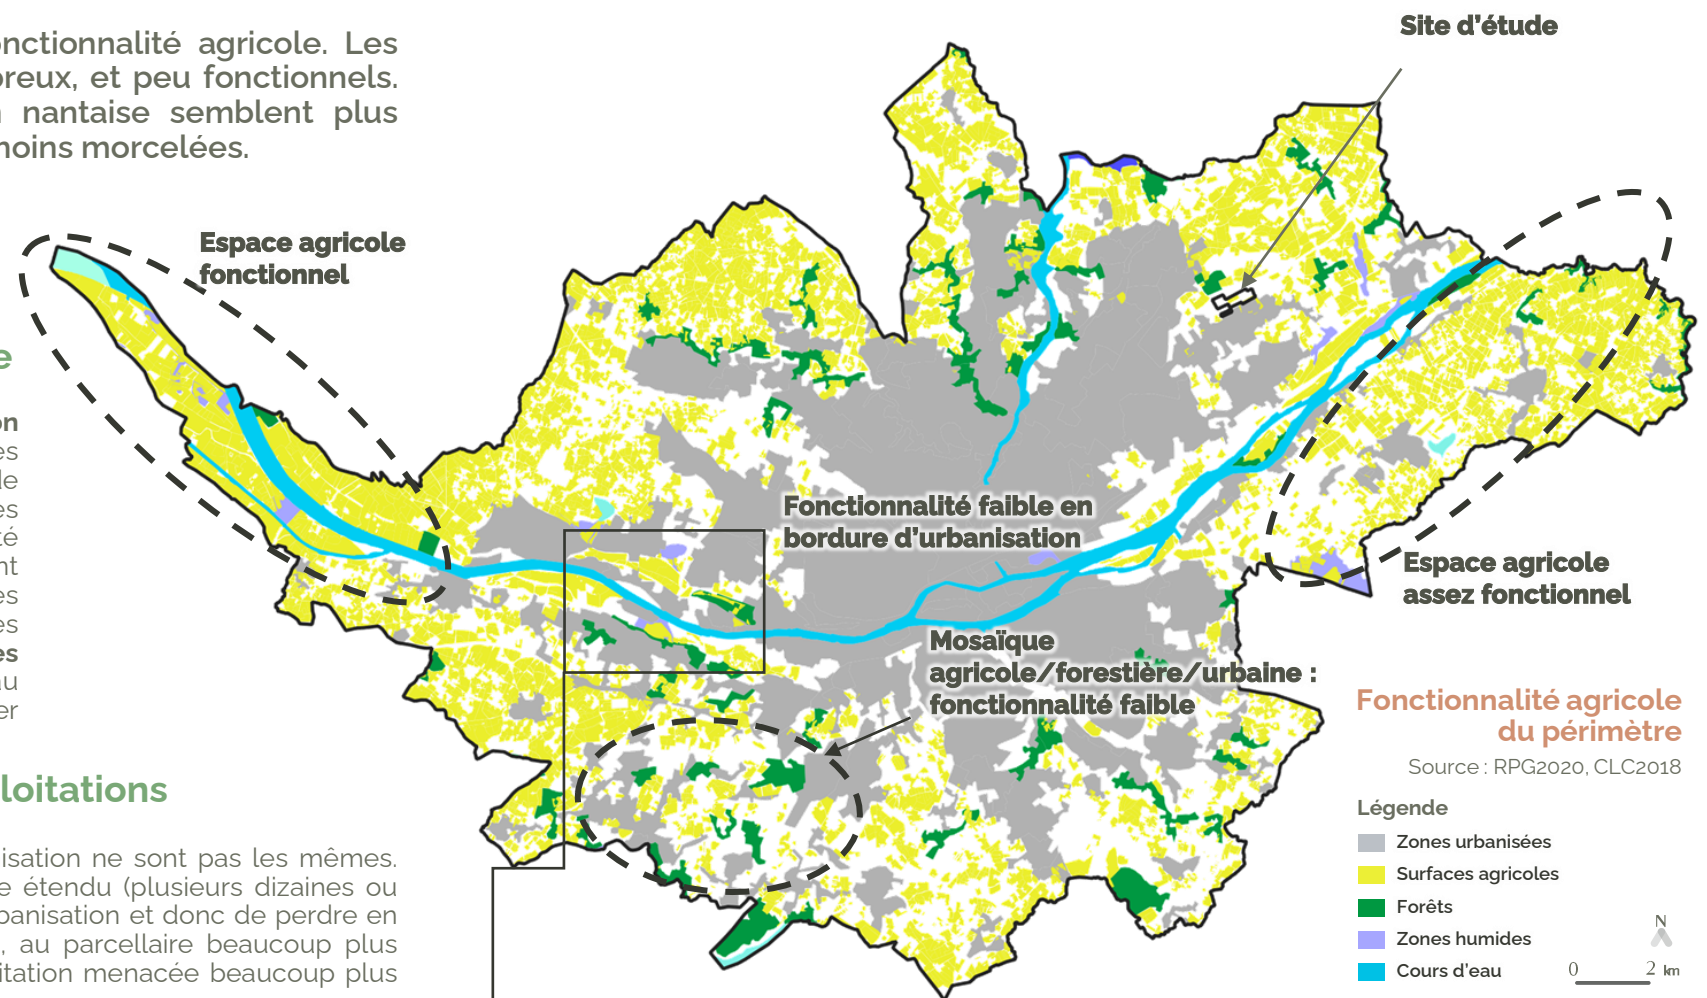 onctionnalité agricole. Les
breux, et peu fonctionnels.
nantaise semblent plus
moins morcelées.
Site d'étude
Espace agricole
fonctionnel
e
on
es
de
es
té
nt
es
es
es
au
er
Fonctionnalité faible en
bordure d'urbanisation
Espace agricole
assez fonctionnel
Mosaïque
agricole/forestière/urbaine :
fonctionnalité faible
loitations
isation ne sont pas les mêmes.
e étendu (plusieurs dizaines ou
banisation et donc de perdre en
, au parcellaire beaucoup plus
itation menacée beaucoup plus
Fonctionnalité agricole
du périmètre
Source : RPG2020, CLC2018
Légende
Zones urbanisées
Surfaces agricoles
Forêts
Zones humides
Cours d'eau
N
0 2 km